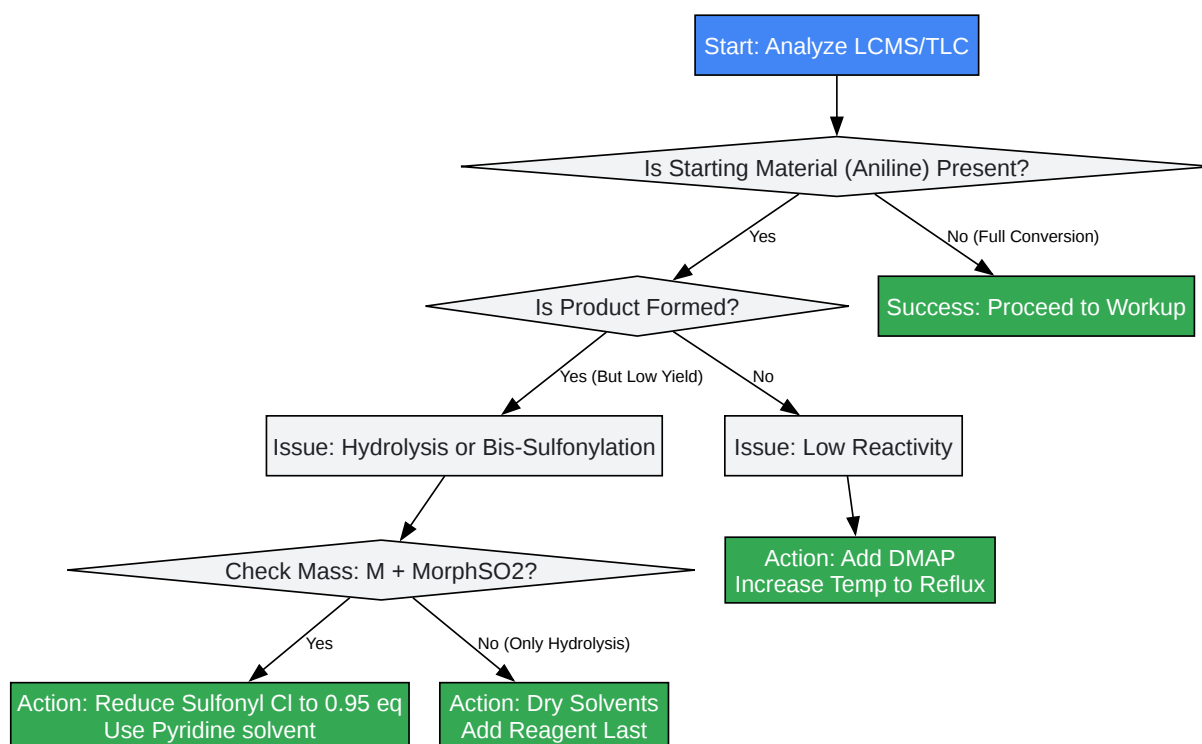 Start: Analyze LCMS/TLC
Is Starting Material (Aniline) Present?
Yes
No (Full Conversion)
Is Product Formed?
Success: Proceed to Workup
Yes (But Low Yield)
No
Issue: Hydrolysis or Bis-Sulfonylation
Issue: Low Reactivity
Check Mass: M + MorphSO2?
Action: Add DMAP
Increase Temp to Reflux
Yes
No (Only Hydrolysis)
Action: Reduce Sulfonyl Cl to 0.95 eq
Use Pyridine solvent
Action: Dry Solvents
Add Reagent Last